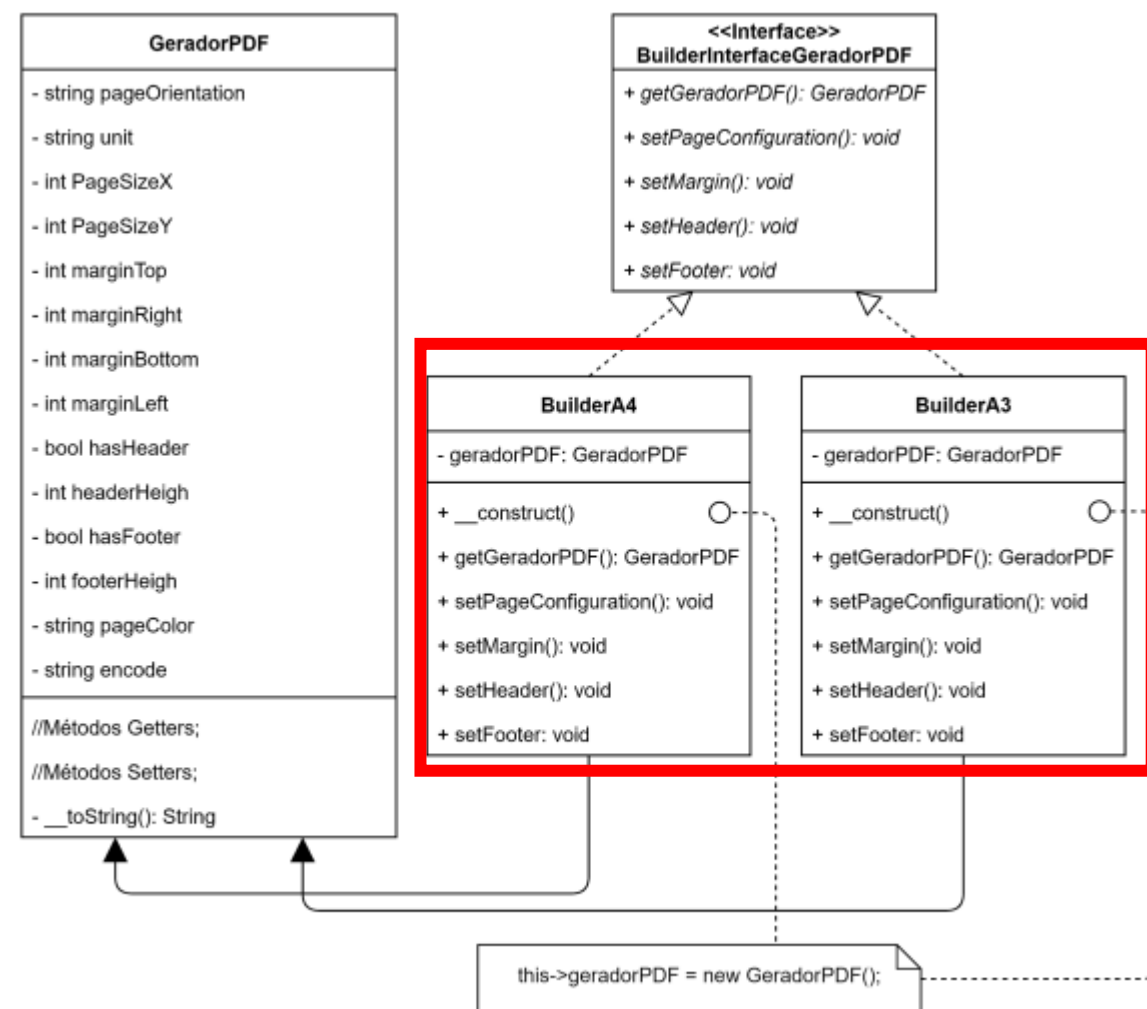 GeradorPDF
- string pageOrientation
- string unit
- int PageSizeX
- int PageSizeY
- int marginTop
- int marginRight
- int marginBottom
- int marginLeft
- bool hasHeader
- int headerHeigh
- bool hasFooter
- int footerHeigh
- string pageColor
- string encode
//Métodos Getters;
//Métodos Setters;
- __toString(): String
<<Interface>>
BuilderInterfaceGeradorPDF
+ getGeradorPDF(): GeradorPDF
+ setPageConfiguration(): void
+ setMargin(): void
+ setHeader(): void
+ setFooter: void
BuilderA4
- geradorPDF: GeradorPDF
+ __construct()
+ getGeradorPDF(): GeradorPDF
+ setPageConfiguration(): void
+ setMargin(): void
+ setHeader(): void
+ setFooter: void
BuilderA3
- geradorPDF: GeradorPDF
+ __construct()
+ getGeradorPDF(): GeradorPDF
+ setPageConfiguration(): void
+ setMargin(): void
+ setHeader(): void
+ setFooter: void
this->geradorPDF = new GeradorPDF();